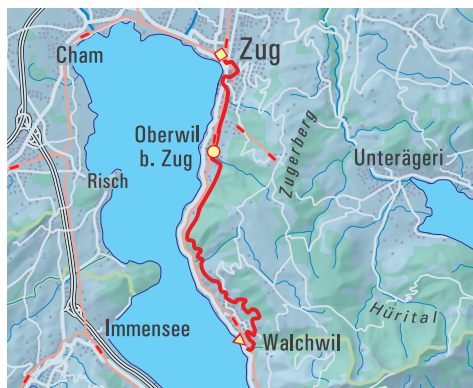 Zug
Cham
Oberwil
b. Zug
Zugerberg
Unterägeri
Risch
Hürital
Immensee
Walchwil